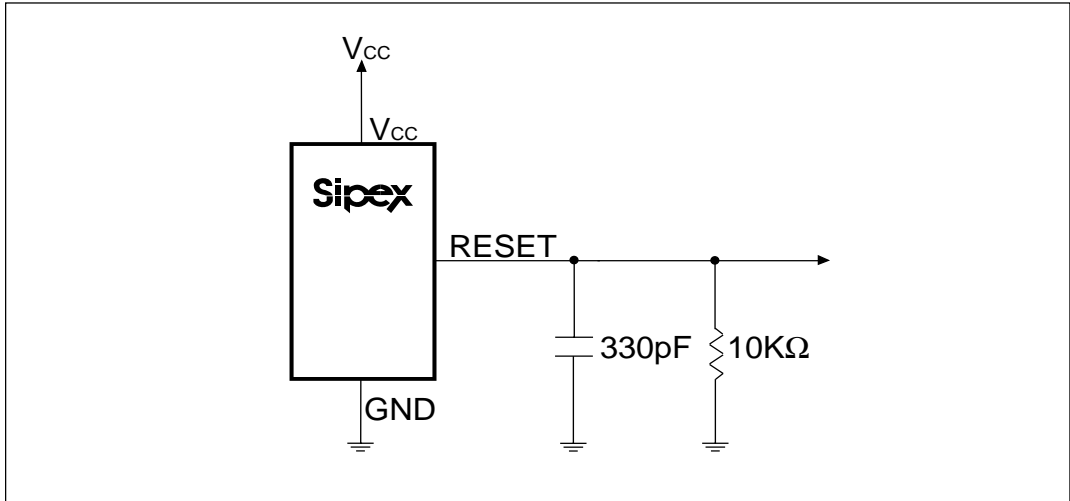 VCC
VCC
Sipex
RESET
330pF
10KΩ
GND